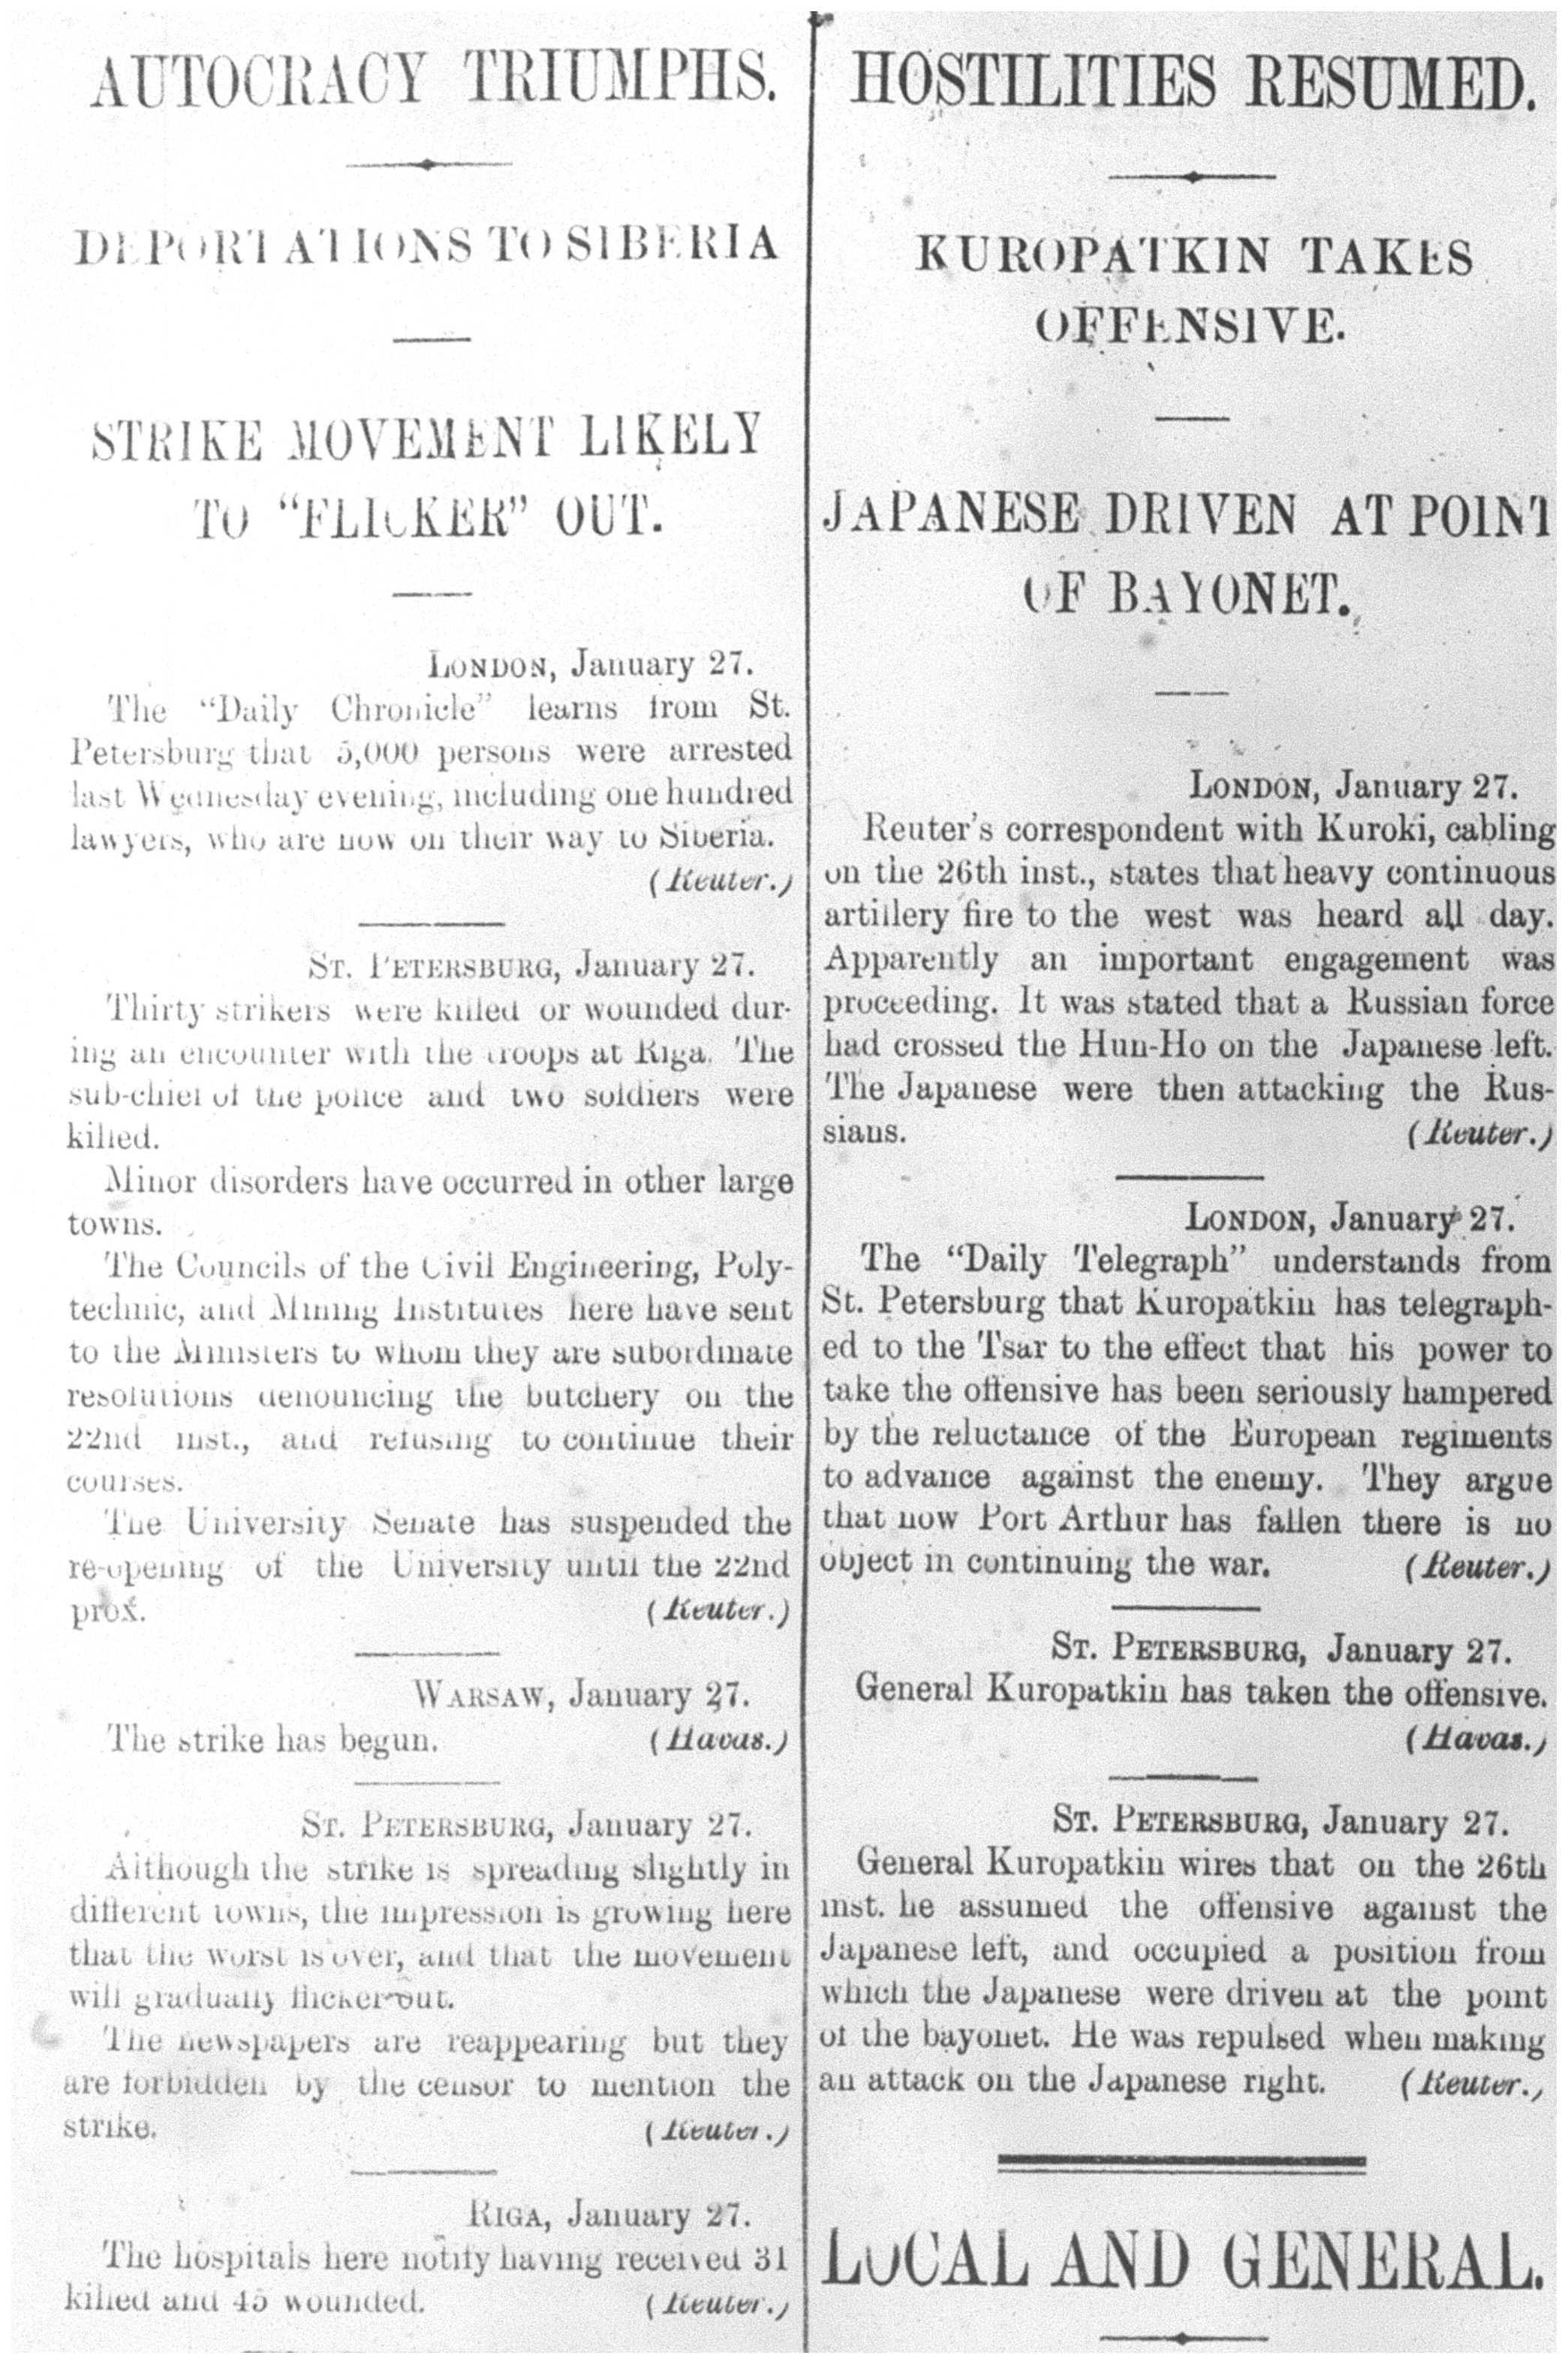 AUTOCRACY TRIUMPHS.
DEPORTATIONS TO SIBERIA
STRIKE MOVEMENT LIKELY
TO "FLICKER" OUT.
LONDON, January 27.
The "Daily Chronicle" learns from St.
Petersburg that 5,000 persons were arrested
last Wednesday evening, including one hundred
lawyers, who are now on their way to Siberia.
(Reuter.)
ST. PETERSBURG, January 27.
Thirty strikers were killed or wounded dur-
ing an encounter with the troops at Riga. The
sub-chief of the police and two soldiers were
killed.
Minor disorders have occurred in other large
towns.
The Councils of the Civil Engineering, Poly-
technic, and Mining Institutes here have sent
to the Ministers to whom they are subordinate
resolutions denouncing the butchery on the
22nd inst., and refusing to continue their
courses.
The University Senate has suspended the
re-opening of the University until the 22nd
prox. (Reuter.)
WARSAW, January 27.
The strike has begun. (Havas.)
ST. PETERSBURG, January 27.
Although the strike is spreading slightly in
different towns, the impression is growing here
that the worst is over, and that the movement
will gradually flicker out.
The newspapers are reappearing but they
are forbidden by the censor to mention the
strike. (Reuter.)
RIGA, January 27.
The hospitals here notify having received 31
killed and 45 wounded. (Reuter.)
HOSTILITIES RESUMED.
KUROPATKIN TAKES
OFFENSIVE.
JAPANESE DRIVEN AT POINT
OF BAYONET.
LONDON, January 27.
Reuter's correspondent with Kuroki, cabling
on the 26th inst., states that heavy continuous
artillery fire to the west was heard all day.
Apparently an important engagement was
proceeding. It was stated that a Russian force
had crossed the Hun-Ho on the Japanese left.
The Japanese were then attacking the Rus-
sians. (Reuter.)
LONDON, January 27.
The "Daily Telegraph" understands from
St. Petersburg that Kuropatkin has telegraph-
ed to the Tsar to the effect that his power to
take the offensive has been seriously hampered
by the reluctance of the European regiments
to advance against the enemy. They argue
that now Port Arthur has fallen there is no
object in continuing the war. (Reuter.)
ST. PETERSBURG, January 27.
General Kuropatkin has taken the offensive.
(Havas.)
ST. PETERSBURG, January 27.
General Kuropatkin wires that on the 26th
inst. he assumed the offensive against the
Japanese left, and occupied a position from
which the Japanese were driven at the point
of the bayonet. He was repulsed when making
an attack on the Japanese right. (Reuter.)
LOCAL AND GENERAL.